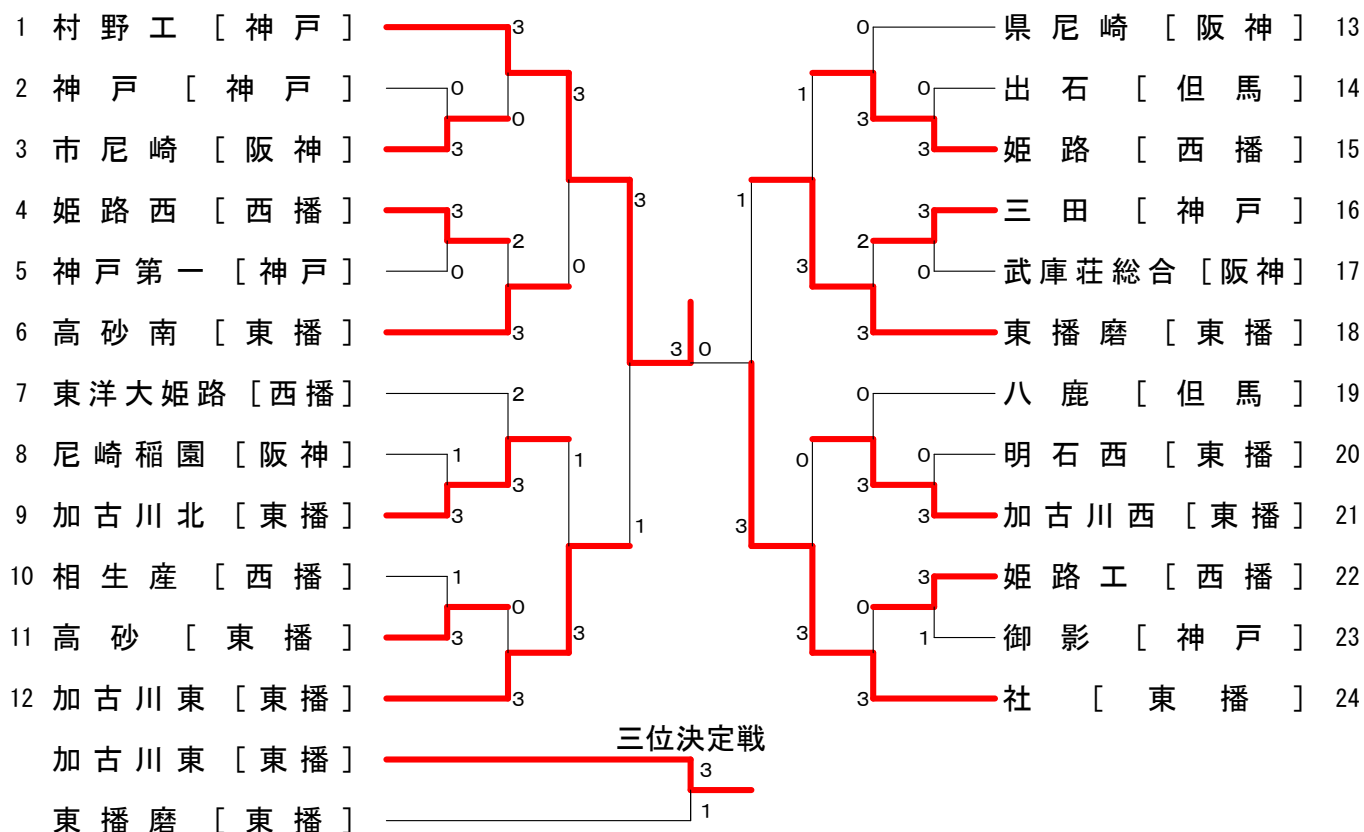 1 村野工 [神戸] 3 0 県尼崎 [阪神] 13
2 神戸 [神戸] 0 3 1 0 出石 [但馬] 14
0 3
3 市尼崎 [阪神] 3 3 姫路 [西播] 15
4 姫路西 [西播] 3 3 1 3 三田 [神戸] 16
2 2
5 神戸第一 [神戸] 0 0 3 0 武庫荘総合 [阪神] 17
6 高砂南 [東播] 3 3 0 3 東播磨 [東播] 18
7 東洋大姫路 [西播] 2 0 八鹿 [但馬] 19
8 尼崎稲園 [阪神] 1 1 0 0 明石西 [東播] 20
3 3
9 加古川北 [東播] 3 1 3 3 加古川西 [東播] 21
10 相生産 [西播] 1 3 姫路工 [西播] 22
0 0
11 高砂 [東播] 3 3 3 1 御影 [神戸] 23
12 加古川東 [東播] 3 3 社 [東播] 24
三位決定戦
加古川東 [東播] 3
東播磨 [東播] 1